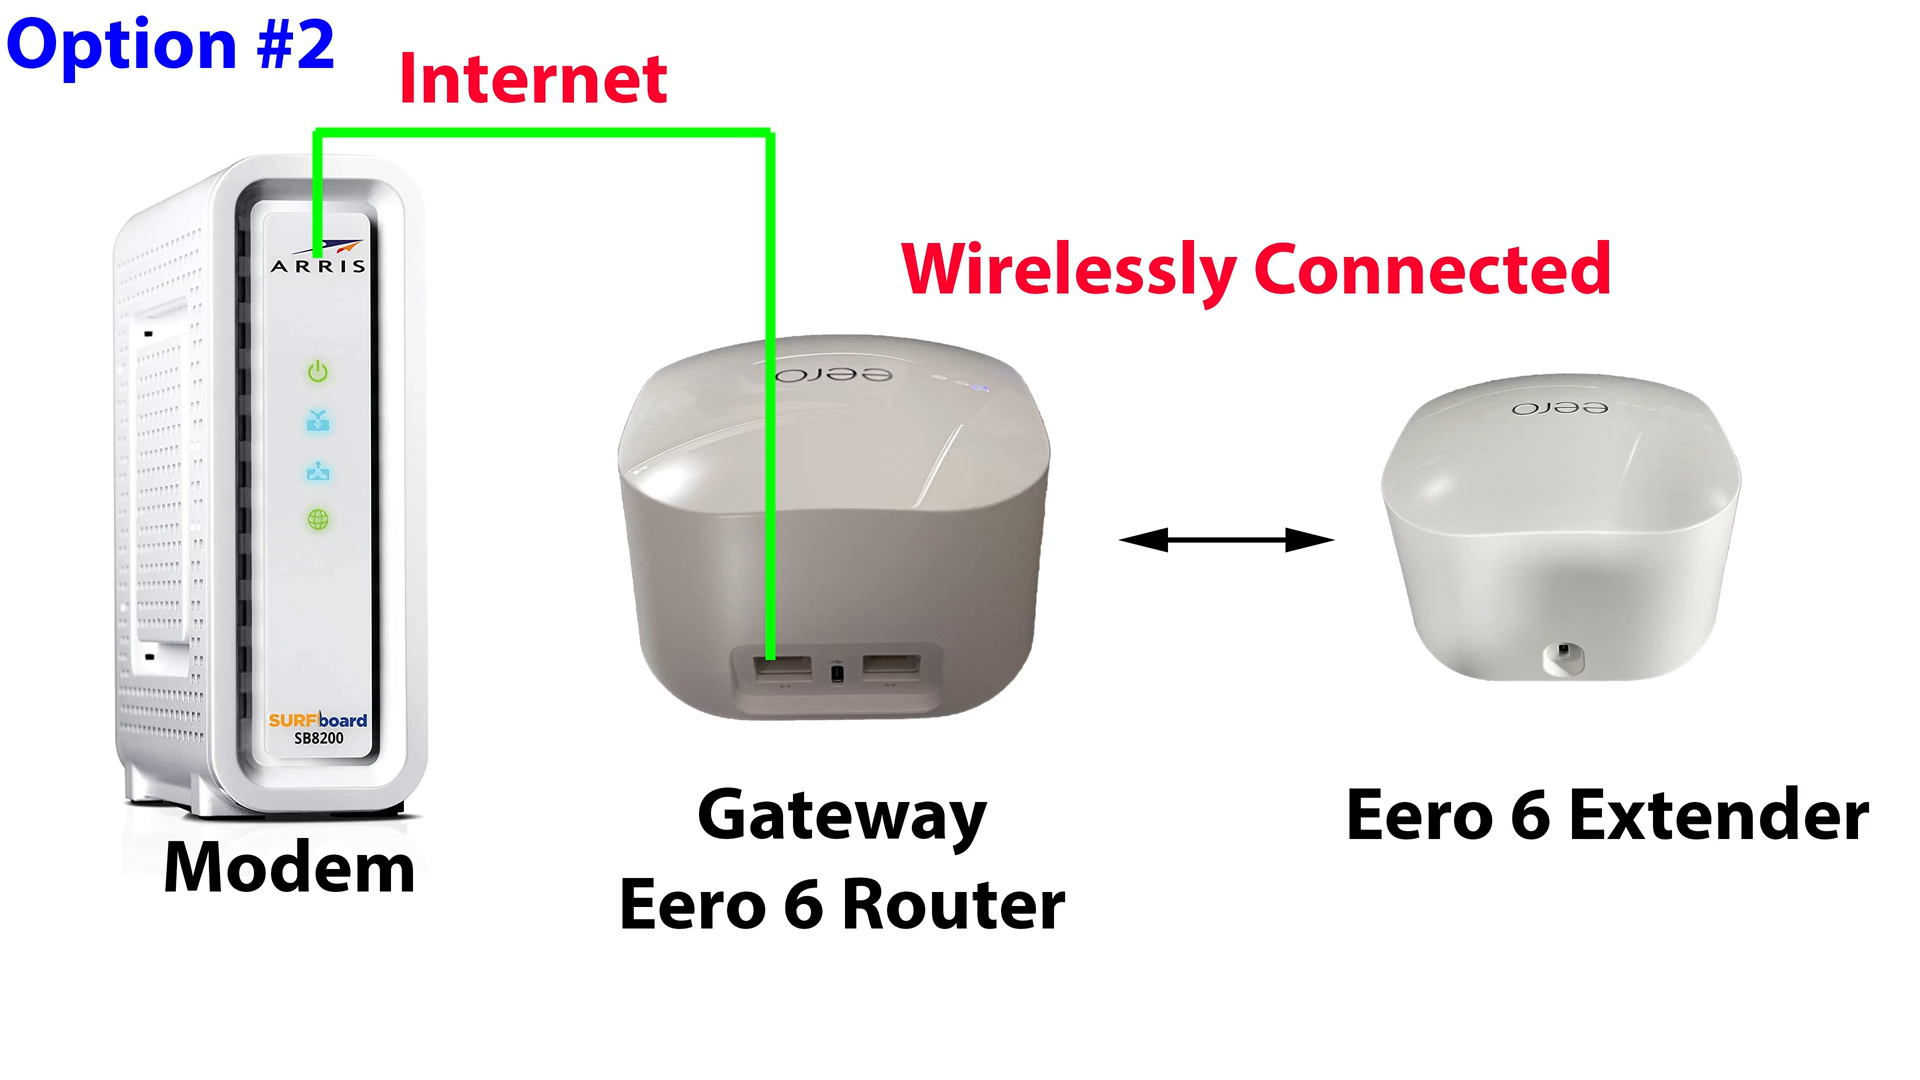 Option #2
Internet
Wirelessly Connected
ARRIS
eero
eero
SURFboard
SB8200
Modem
Gateway
Eero 6 Router
Eero 6 Extender